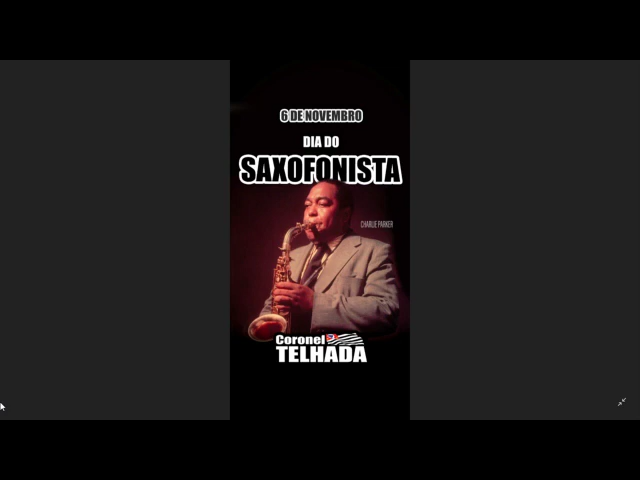 6 DE NOVEMBRO
DIA DO
SAXOFONISTA
CHARLIE PARKER
Coronel
TELHADA